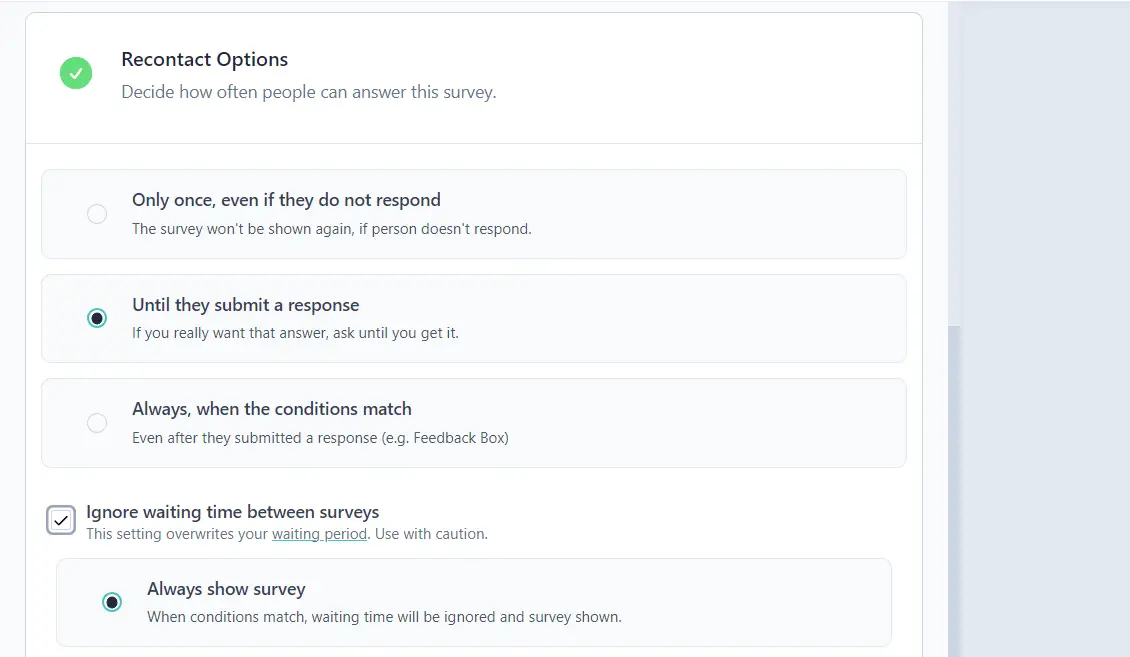 Recontact Options
Decide how often people can answer this survey.
Only once, even if they do not respond
The survey won't be shown again, if person doesn't respond.
Until they submit a response
If you really want that answer, ask until you get it.
Always, when the conditions match
Even after they submitted a response (e.g. Feedback Box)
Ignore waiting time between surveys
This setting overwrites your waiting period. Use with caution.
Always show survey
When conditions match, waiting time will be ignored and survey shown.